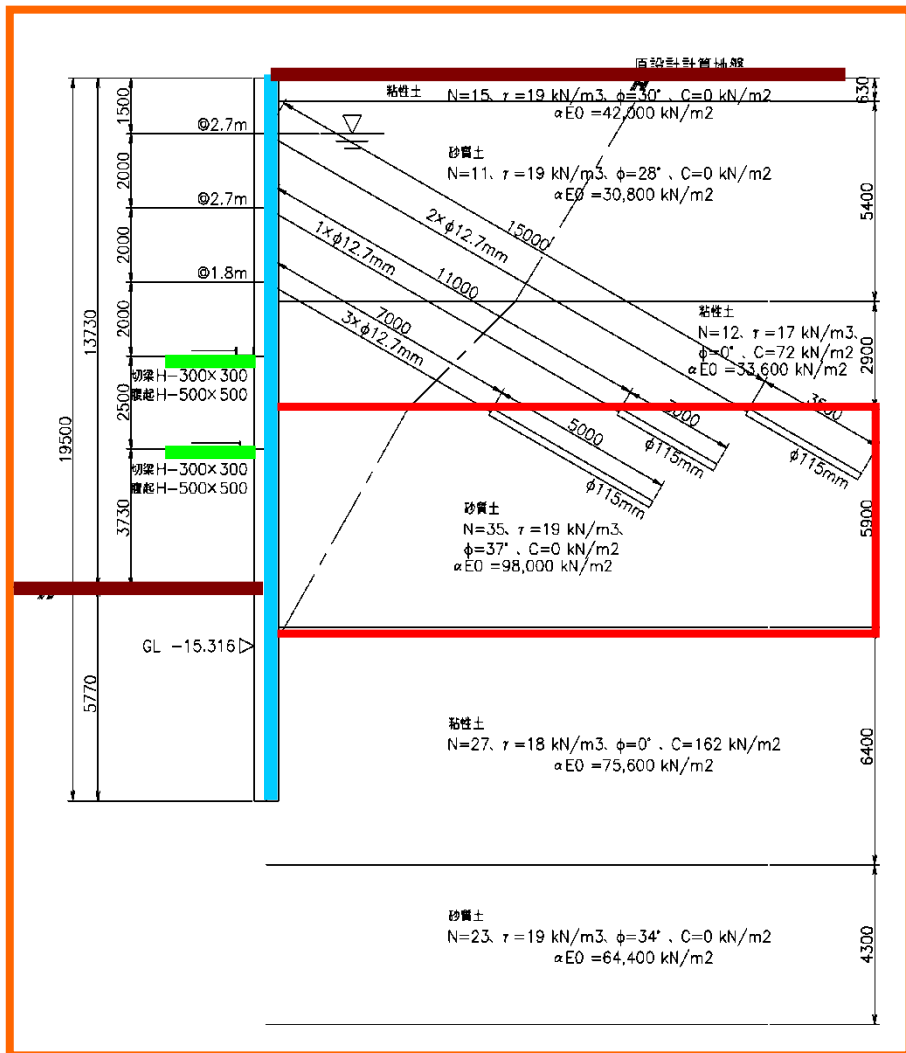 原設計計算地盤
粘性土
N=15、γ=19 kN/m3、φ=30°、C=0 kN/m2
αE0 =42,000 kN/m2
630
1500
@2.7m
砂質土
N=11、γ=19 kN/m3、φ=28°、C=0 kN/m2
αE0 =30,800 kN/m2
5400
2000
@2.7m
15000
2×φ12.7mm
1×φ12.7mm
11000
2000
@1.8m
7000
3×φ12.7mm
粘性土
N=12、γ=17 kN/m3、
φ=0°、C=72 kN/m2
αE0 =33,600 kN/m2
2900
13730
2000
切梁H-300×300
腹起H-500×500
3500
5000
φ115mm
φ115mm
φ115mm
19500
2500
切梁H-300×300
腹起H-500×500
砂質土
N=35、γ=19 kN/m3、
φ=37°、C=0 kN/m2
αE0 =98,000 kN/m2
5900
3730
GL -15.316
5770
粘性土
N=27、γ=18 kN/m3、φ=0°、C=162 kN/m2
αE0 =75,600 kN/m2
6400
砂質土
N=23、γ=19 kN/m3、φ=34°、C=0 kN/m2
αE0 =64,400 kN/m2
4300